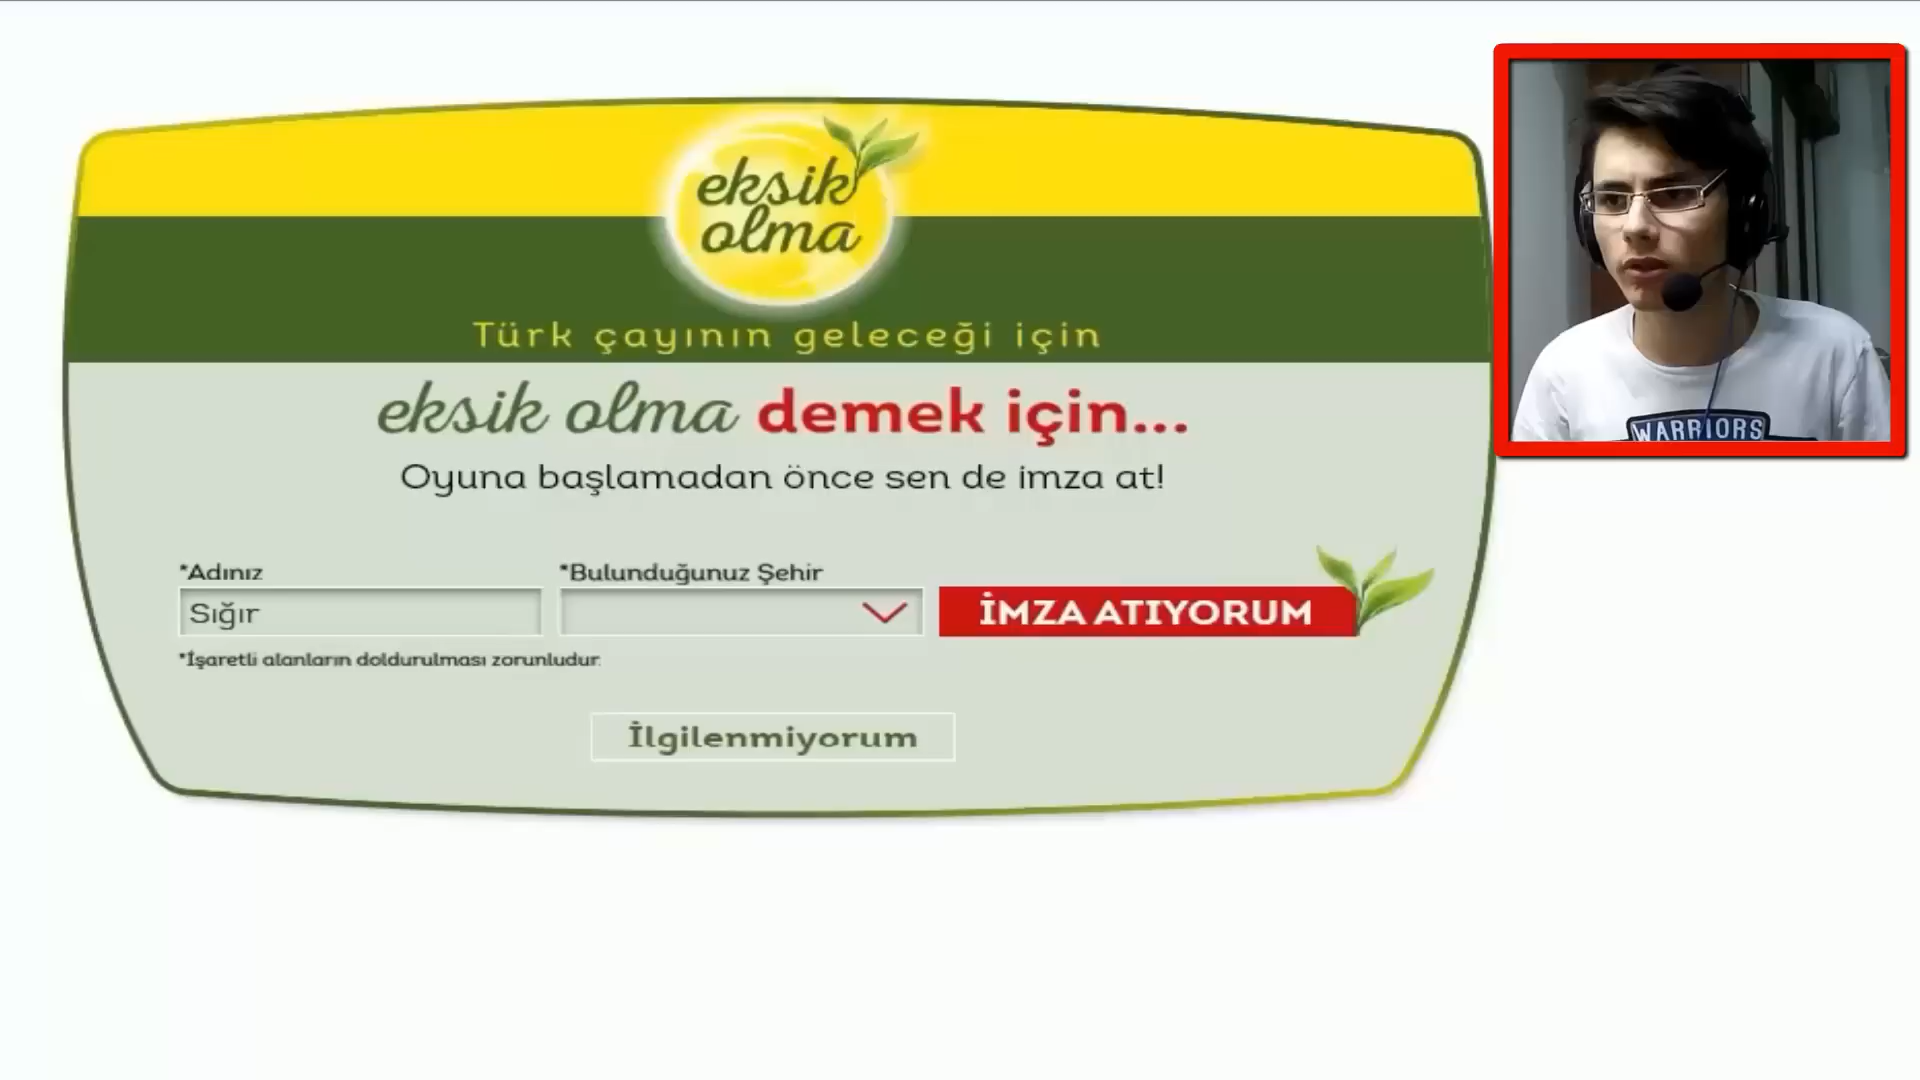 eksik
olma
Türk çayının geleceği için
eksik olma demek için...
Oyuna başlamadan önce sen de imza at!
*Adınız
*Bulunduğunuz Şehir
Sığır
İMZA ATIYORUM
*İşaretli alanların doldurulması zorunludur.
İlgilenmiyorum
WARRIORS